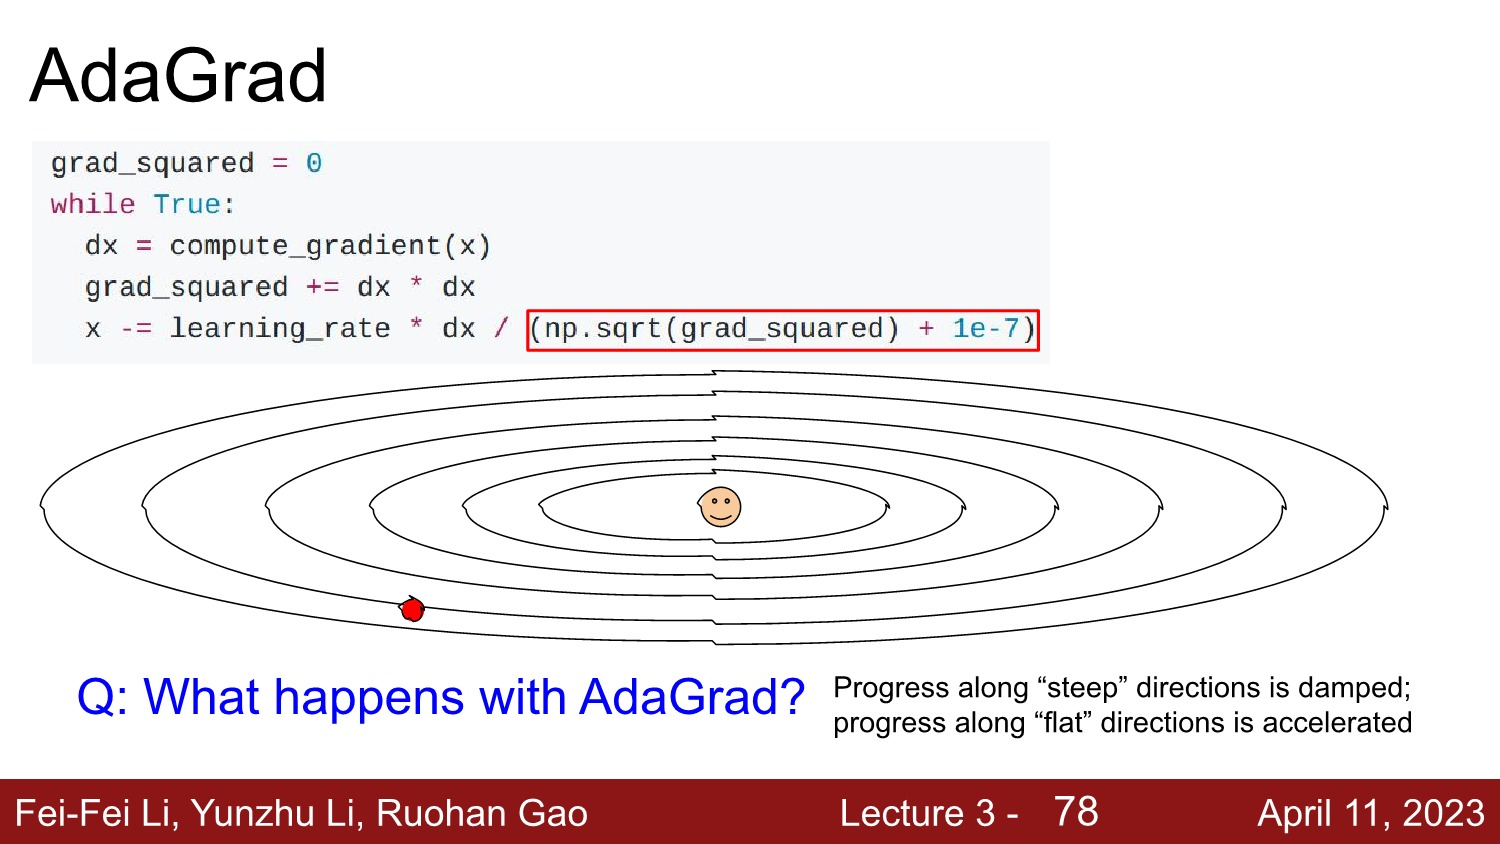 AdaGrad
grad_squared = 0
while True:
  dx = compute_gradient(x)
  grad_squared += dx * dx
  x -= learning_rate * dx / (np.sqrt(grad_squared) + 1e-7)
Q: What happens with AdaGrad?
Progress along “steep” directions is damped;
progress along “flat” directions is accelerated
Fei-Fei Li, Yunzhu Li, Ruohan Gao
Lecture 3 - 78
April 11, 2023